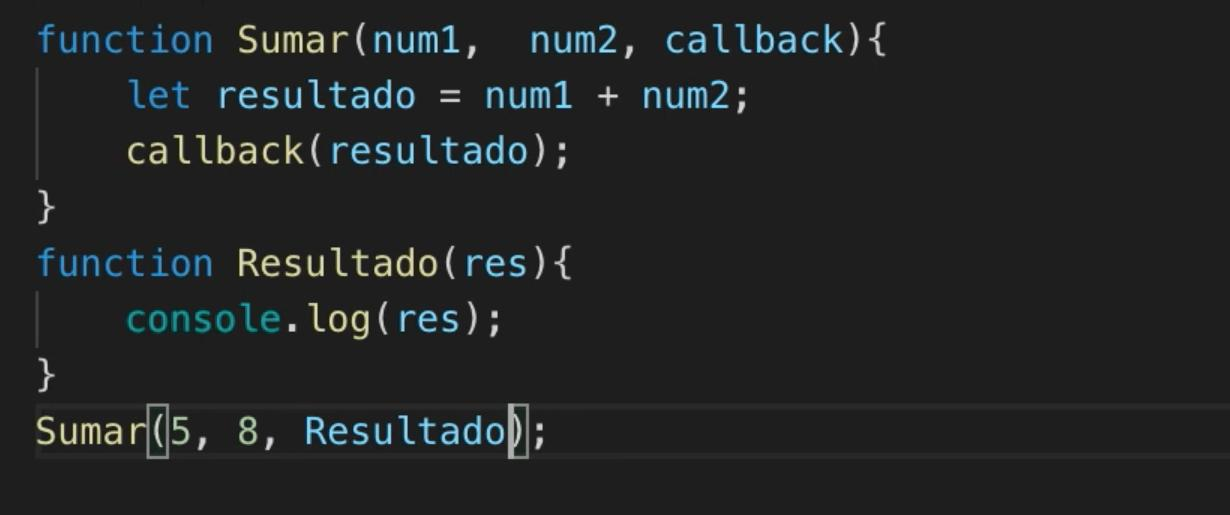 function Sumar(num1,  num2, callback){
    let resultado = num1 + num2;
    callback(resultado);
}
function Resultado(res){
    console.log(res);
}
Sumar(5, 8, Resultado);